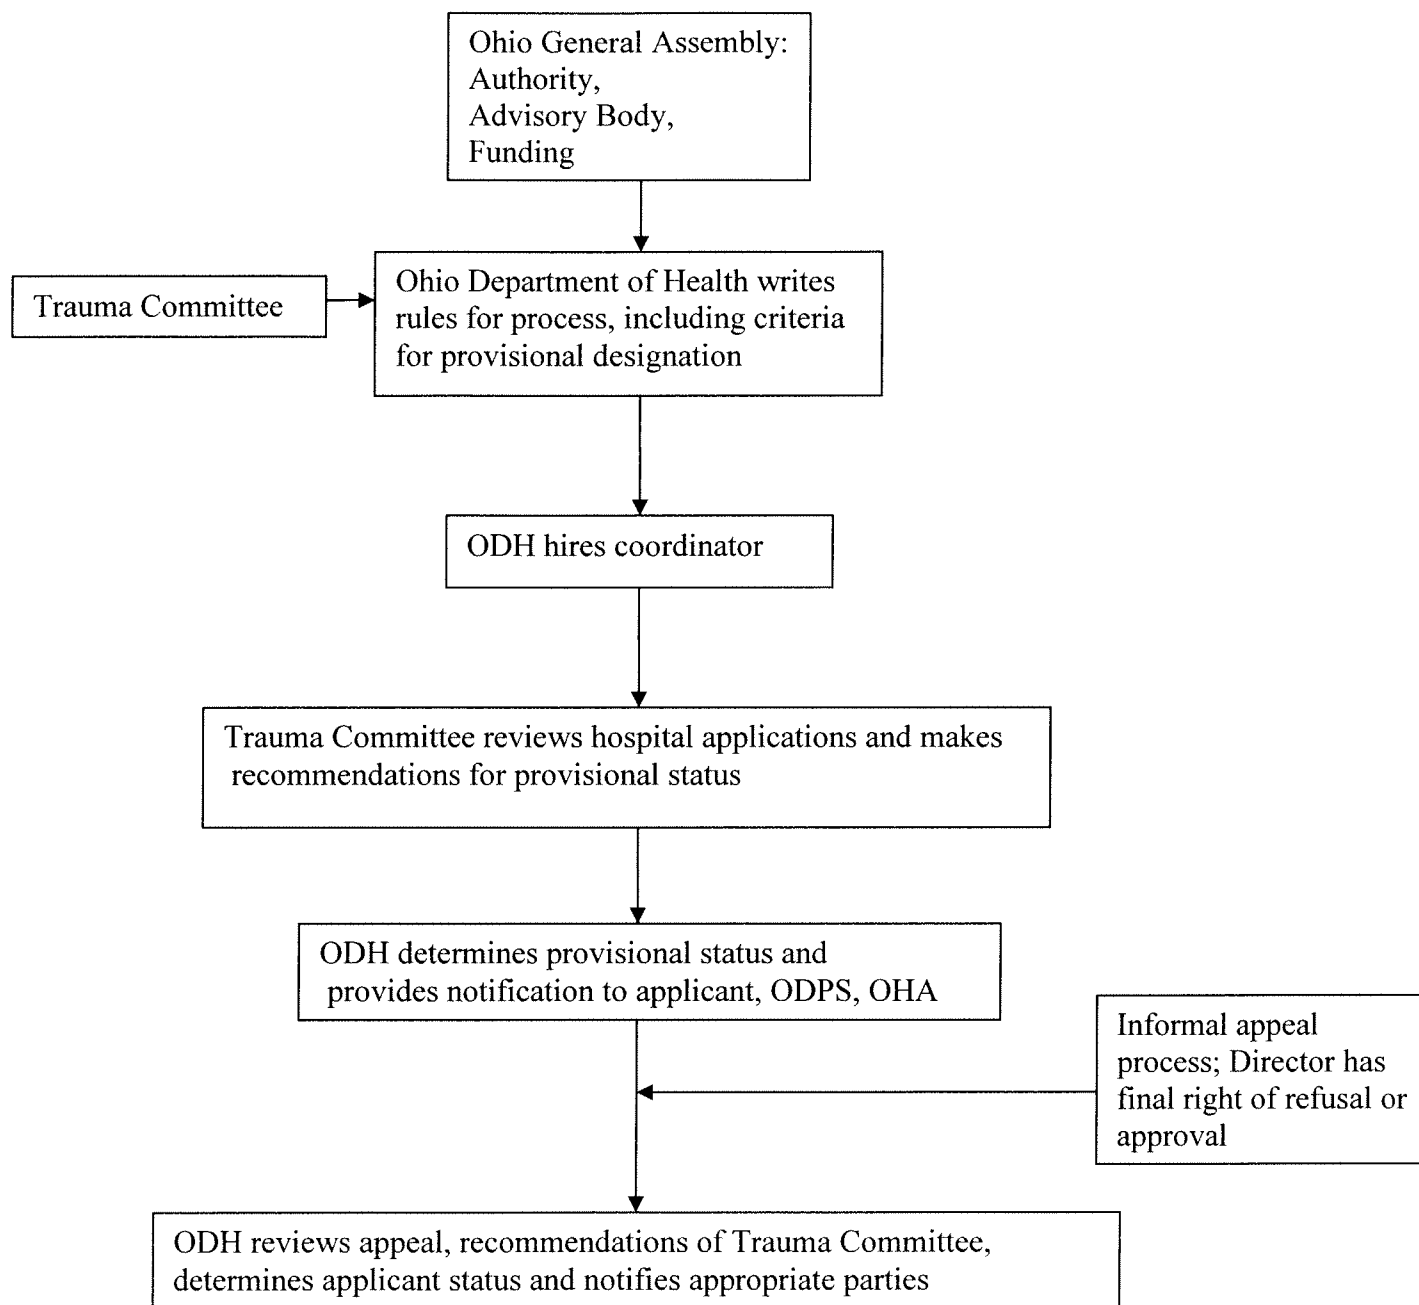 Ohio General Assembly:
Authority,
Advisory Body,
Funding
Trauma Committee
Ohio Department of Health writes
rules for process, including criteria
for provisional designation
ODH hires coordinator
Trauma Committee reviews hospital applications and makes
recommendations for provisional status
ODH determines provisional status and
provides notification to applicant, ODPS, OHA
Informal appeal
process; Director has
final right of refusal or
approval
ODH reviews appeal, recommendations of Trauma Committee,
determines applicant status and notifies appropriate parties